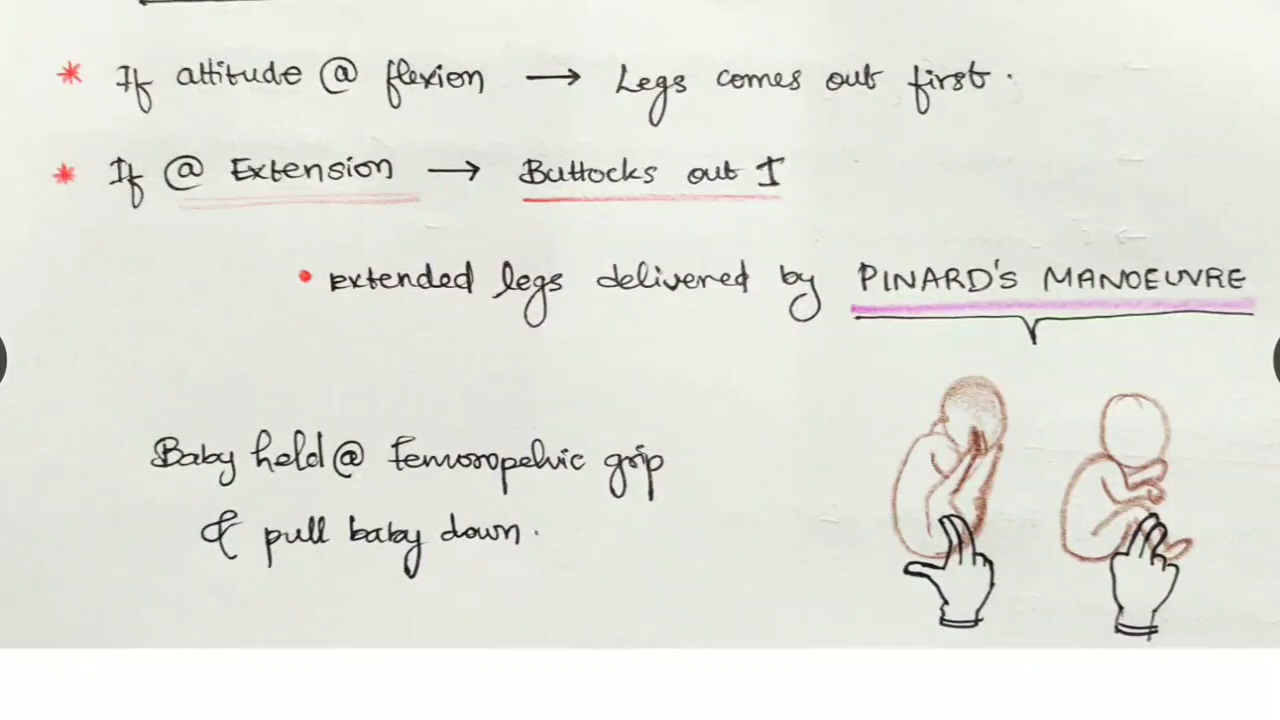 * If attitude @ flexion → Legs comes out first.
* If @ Extension → Buttocks out I
• extended legs delivered by PINARD'S MANOEUVRE
Baby held @ Femoropelvic grip
& pull baby down.